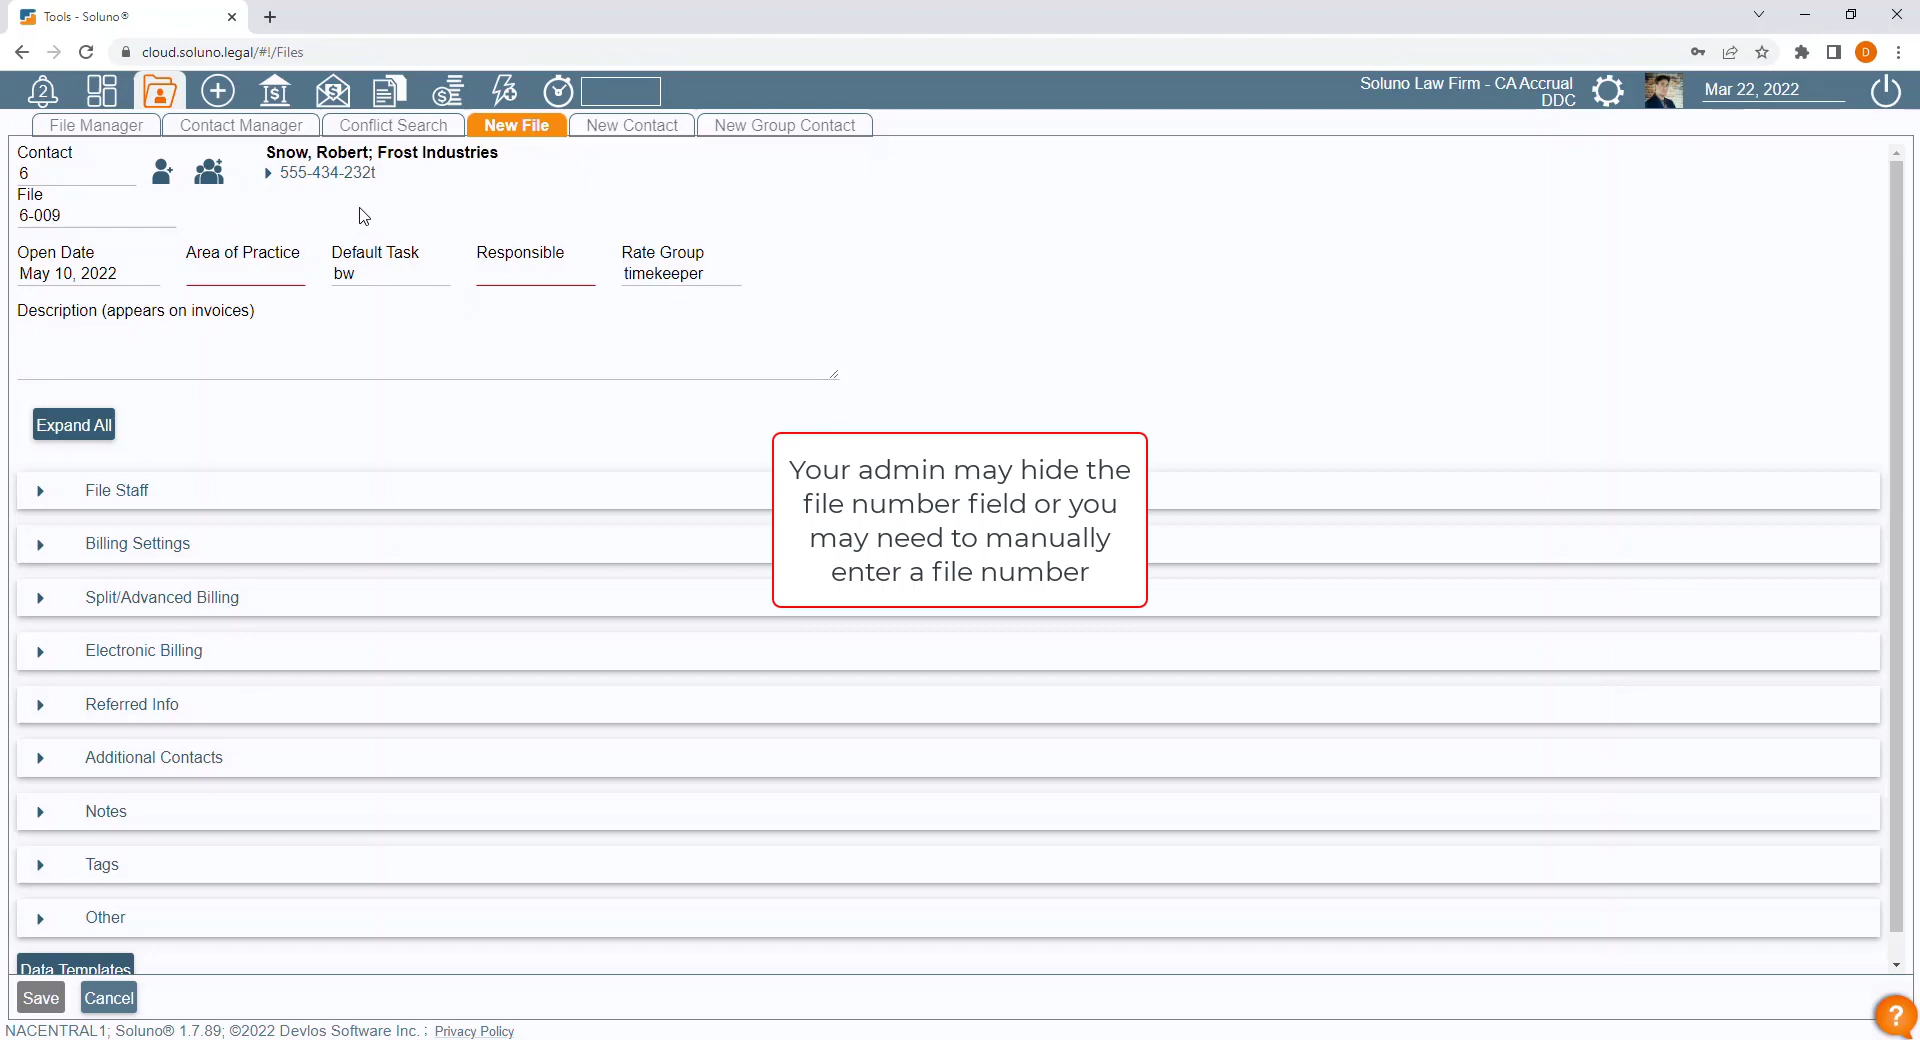 Tools - Soluno®
cloud.soluno.legal/#!/Files
D
2
Soluno Law Firm - CA Accrual
DDC
Mar 22, 2022
File Manager
Contact Manager
Conflict Search
New File
New Contact
New Group Contact
Contact
6
Snow, Robert; Frost Industries
555-434-232t
File
6-009
Open Date
May 10, 2022
Area of Practice
Default Task
bw
Responsible
Rate Group
timekeeper
Description (appears on invoices)
Expand All
Your admin may hide the
file number field or you
may need to manually
enter a file number
File Staff
Billing Settings
Split/Advanced Billing
Electronic Billing
Referred Info
Additional Contacts
Notes
Tags
Other
Data Templates
Save
Cancel
?
NACENTRAL1; Soluno® 1.7.89; ©2022 Devlos Software Inc. ; Privacy Policy